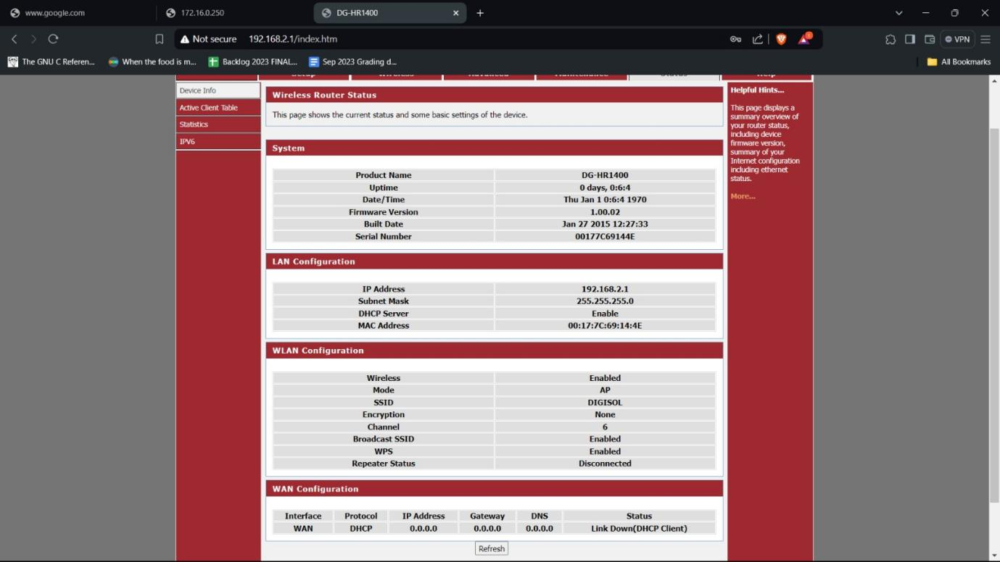 www.google.com 172.16.0.250 DG-HR1400
Not secure 192.168.2.1/index.htm VPN
The GNU C Referen... When the food is m... Backlog 2023 FINAL... Sep 2023 Grading d... All Bookmarks
Setup Wireless Advanced Maintenance Status Help
Device Info
Active Client Table
Statistics
IPV6
Wireless Router Status
This page shows the current status and some basic settings of the device.
System
Product Name DG-HR1400
Uptime 0 days, 0:6:4
Date/Time Thu Jan 1 0:6:4 1970
Firmware Version 1.00.02
Built Date Jan 27 2015 12:27:33
Serial Number 00177C69144E
LAN Configuration
IP Address 192.168.2.1
Subnet Mask 255.255.255.0
DHCP Server Enable
MAC Address 00:17:7C:69:14:4E
WLAN Configuration
Wireless Enabled
Mode AP
SSID DIGISOL
Encryption None
Channel 6
Broadcast SSID Enabled
WPS Enabled
Repeater Status Disconnected
WAN Configuration
Interface Protocol IP Address Gateway DNS Status
WAN DHCP 0.0.0.0 0.0.0.0 0.0.0.0 Link Down(DHCP Client)
Refresh
Helpful Hints...
This page displays a
summary overview of
your router status,
including device
firmware version,
summary of your
Internet configuration
including ethernet
status.
More...